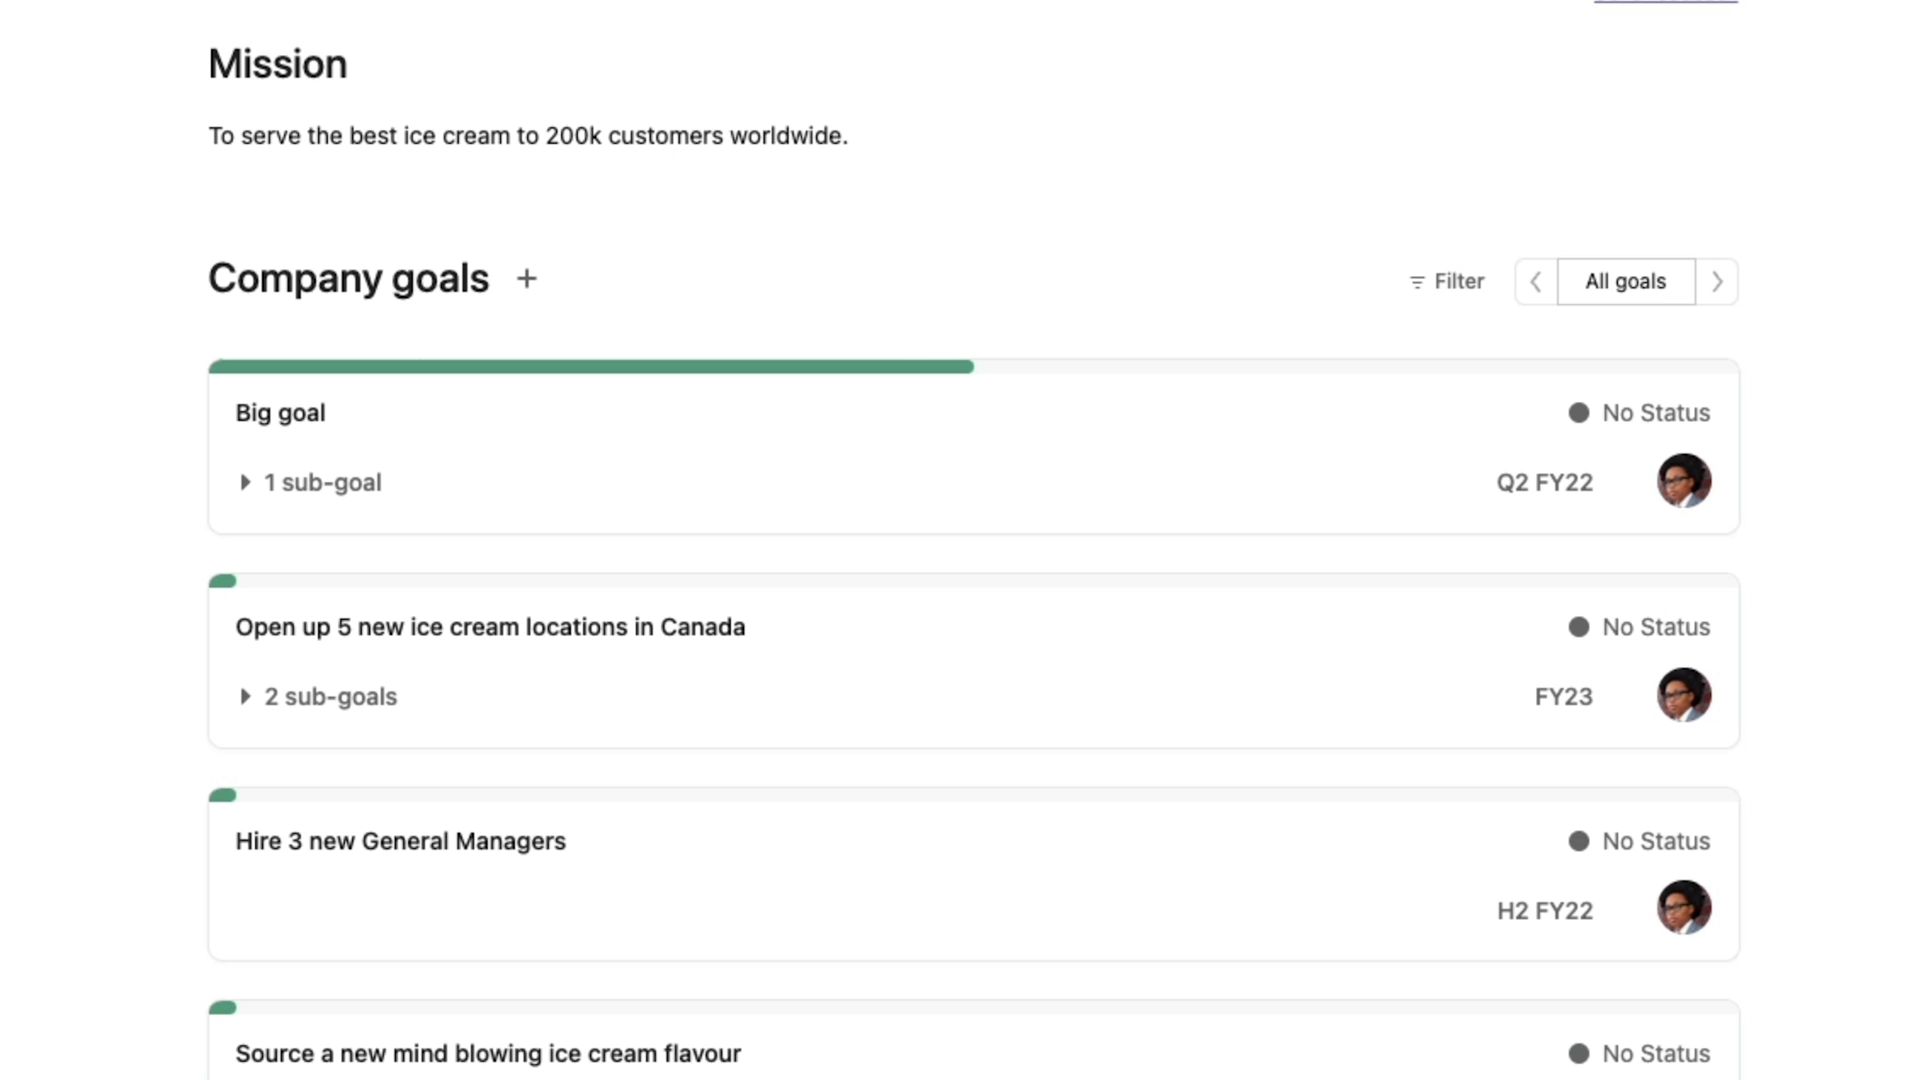 Mission
To serve the best ice cream to 200k customers worldwide.
Company goals +
Filter
All goals
Big goal
No Status
1 sub-goal
Q2 FY22
Open up 5 new ice cream locations in Canada
No Status
2 sub-goals
FY23
Hire 3 new General Managers
No Status
H2 FY22
Source a new mind blowing ice cream flavour
No Status